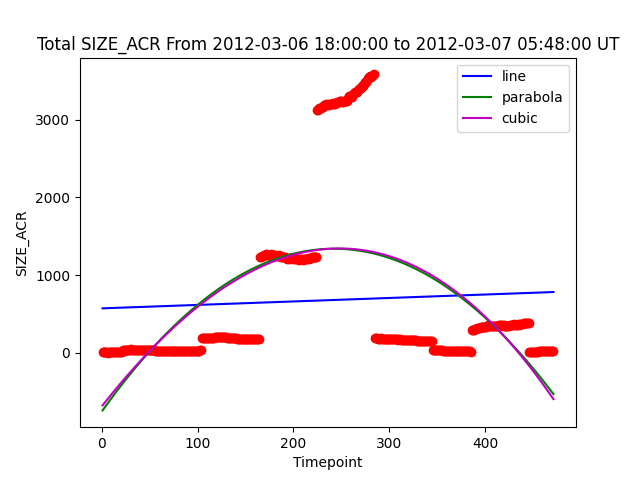 Total SIZE_ACR From 2012-03-06 18:00:00 to 2012-03-07 05:48:00 UT
line
parabola
cubic
SIZE_ACR
3000
2000
1000
0
0 100 200 300 400
Timepoint